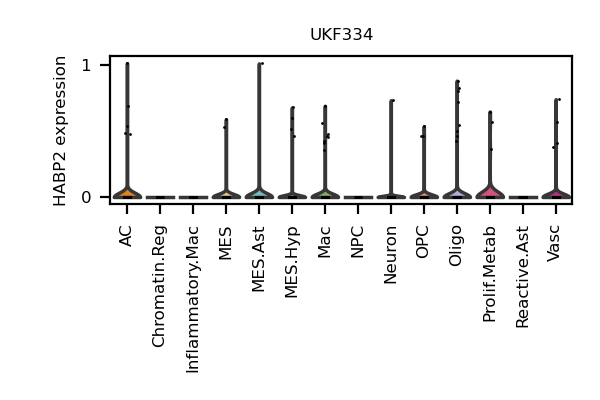 UKF334
HABP2 expression
1
0
AC
Chromatin.Reg
Inflammatory.Mac
MES
MES.Ast
MES.Hyp
Mac
NPC
Neuron
OPC
Oligo
Prolif.Metab
Reactive.Ast
Vasc